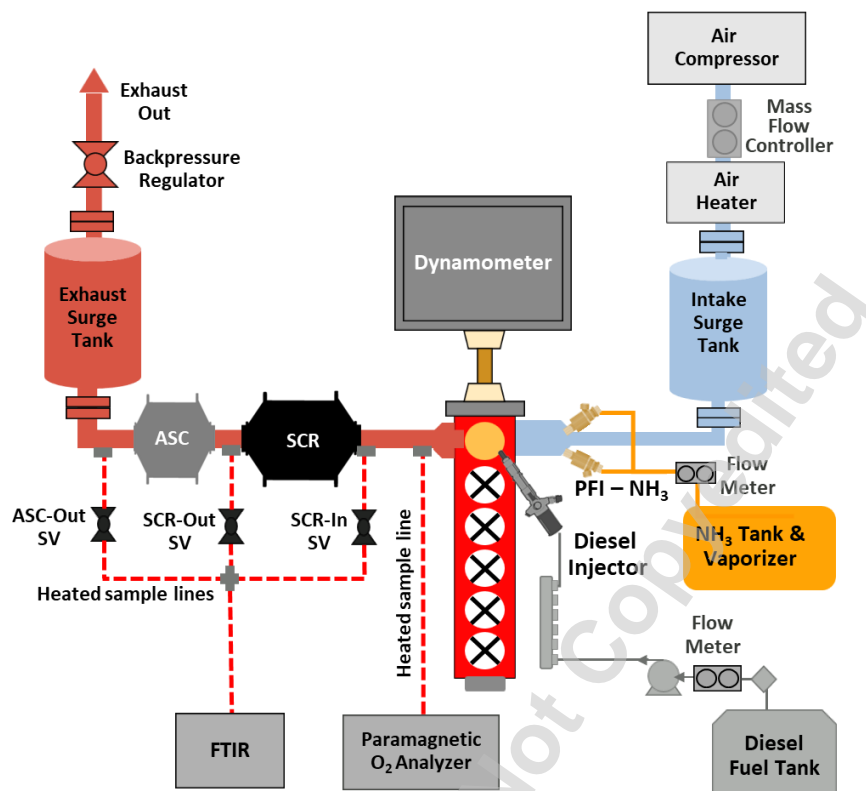 Air
Compressor
Exhaust
Out
Mass
Flow
Controller
Backpressure
Regulator
Air
Heater
Dynamometer
Exhaust
Surge
Tank
Intake
Surge
Tank
ASC
SCR
PFI – NH₃
Flow
Meter
ASC-Out
SV
SCR-Out
SV
SCR-In
SV
NH₃ Tank &
Vaporizer
Diesel
Injector
Heated sample lines
Heated sample line
Flow
Meter
FTIR
Paramagnetic
O₂ Analyzer
Diesel
Fuel Tank
Not Copyedited